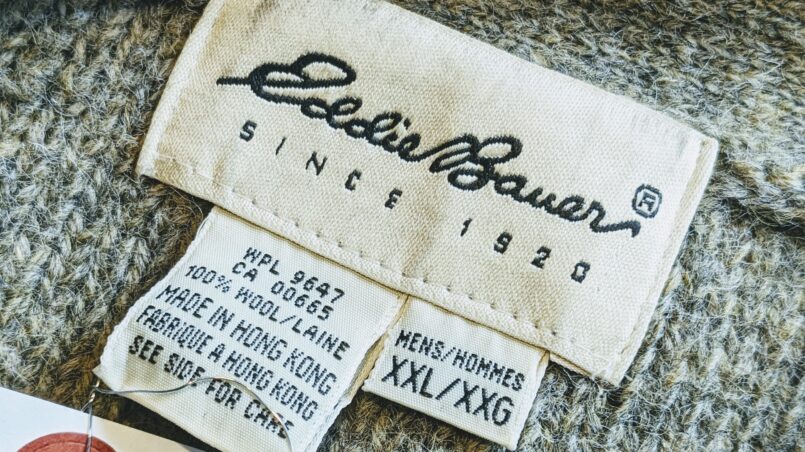 Eddie Bauer ®
SINCE 1920
WPL 9647
CA 00665
100% WOOL/LAINE
MADE IN HONG KONG
FABRIQUE A HONG KONG
SEE SIDE FOR CARE
MENS/HOMMES
XXL/XXG